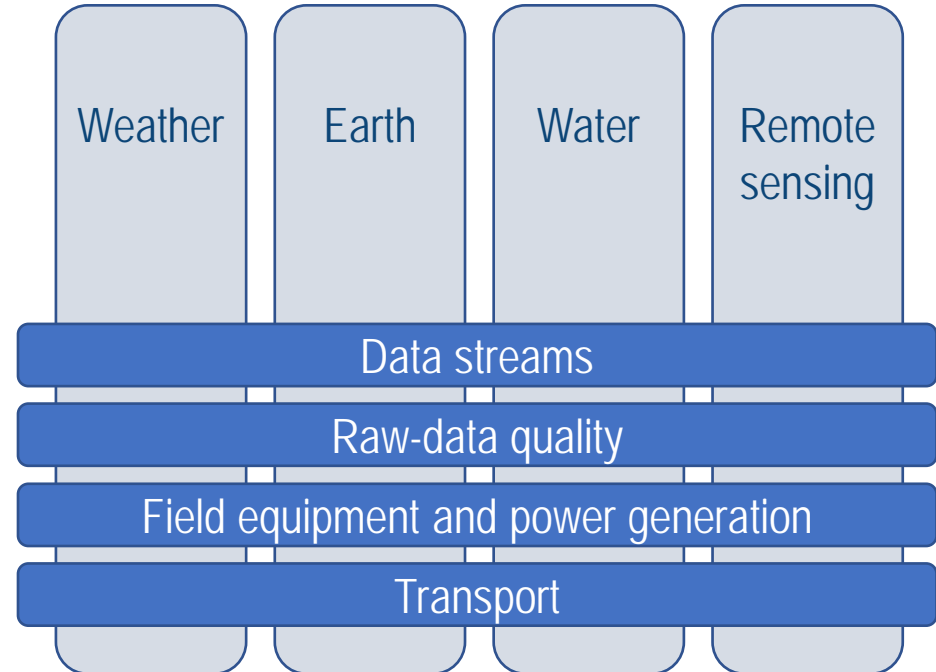 Weather
Earth
Water
Remote
sensing
Data streams
Raw-data quality
Field equipment and power generation
Transport